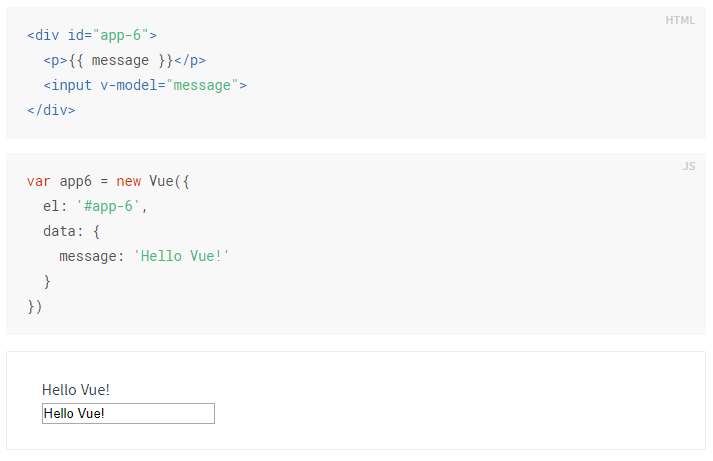 HTML
<div id="app-6">
  <p>{{ message }}</p>
  <input v-model="message">
</div>
JS
var app6 = new Vue({
  el: '#app-6',
  data: {
    message: 'Hello Vue!'
  }
})
Hello Vue!
Hello Vue!